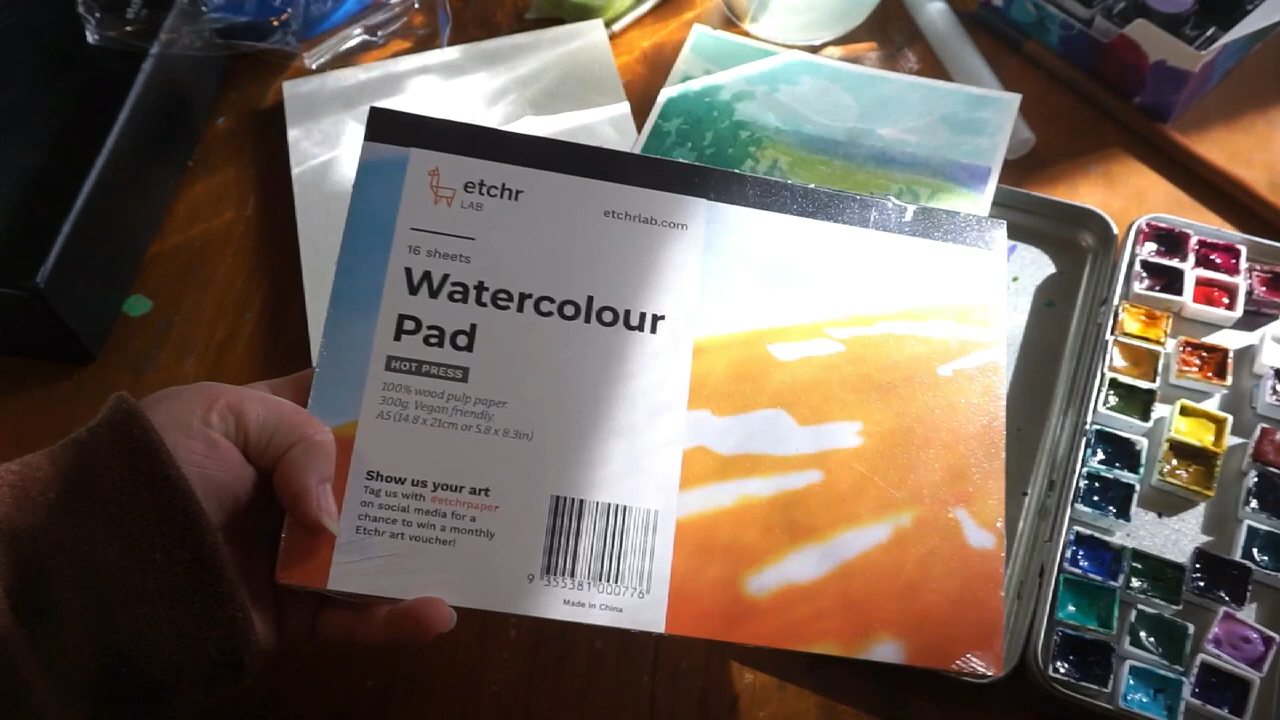 etchr
LAB
etchrlab.com
16 sheets
Watercolour
Pad
HOT PRESS
100% wood pulp paper.
300g. Vegan friendly.
A5 (14.8 x 21cm or 5.8 x 8.3in)
Show us your art
Tag us with #etchrpaper
on social media for a
chance to win a monthly
Etchr art voucher!
9 355381 000776
Made in China